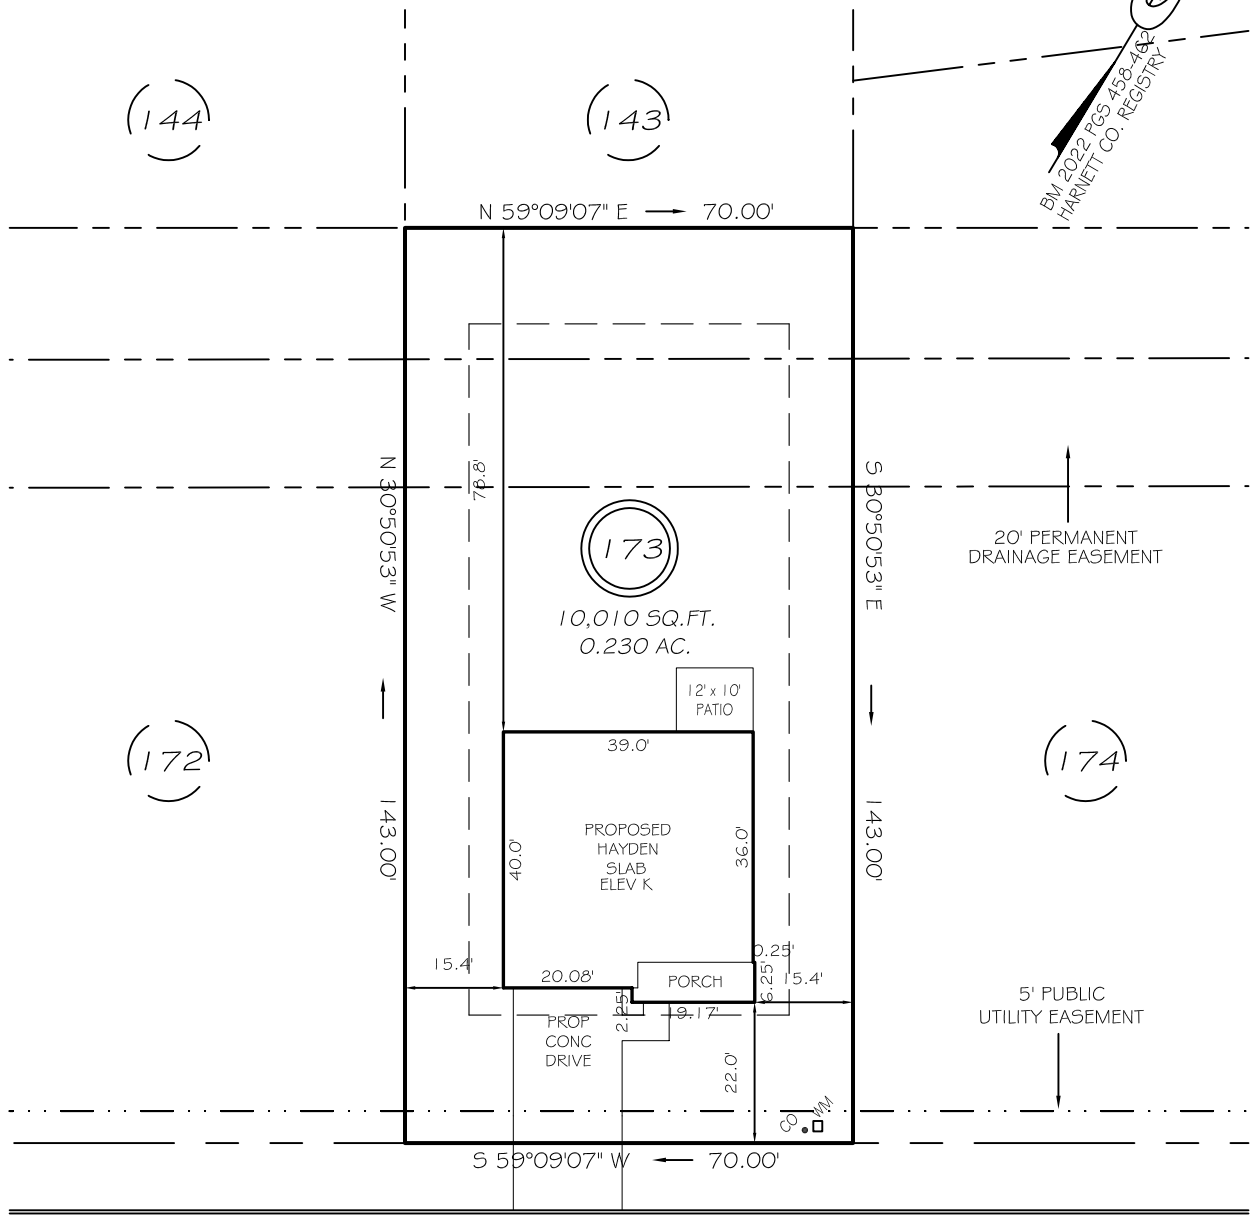 BM 2022 PGS 458-462
HARNETT CO. REGISTRY
144
143
N 59°09'07" E
70.00'
N 30°50'53" W
143.00'
S 30°50'53" E
143.00'
78.8'
20' PERMANENT
DRAINAGE EASEMENT
173
10,010 SQ.FT.
0.230 AC.
12' x 10'
PATIO
172
174
39.0'
PROPOSED
HAYDEN
SLAB
ELEV K
40.0'
36.0'
0.25'
15.4'
20.08'
PORCH
6.25'
15.4'
2.25'
19.17'
PROP
CONC
DRIVE
22.0'
5' PUBLIC
UTILITY EASEMENT
CO
WM
S 59°09'07" W
70.00'